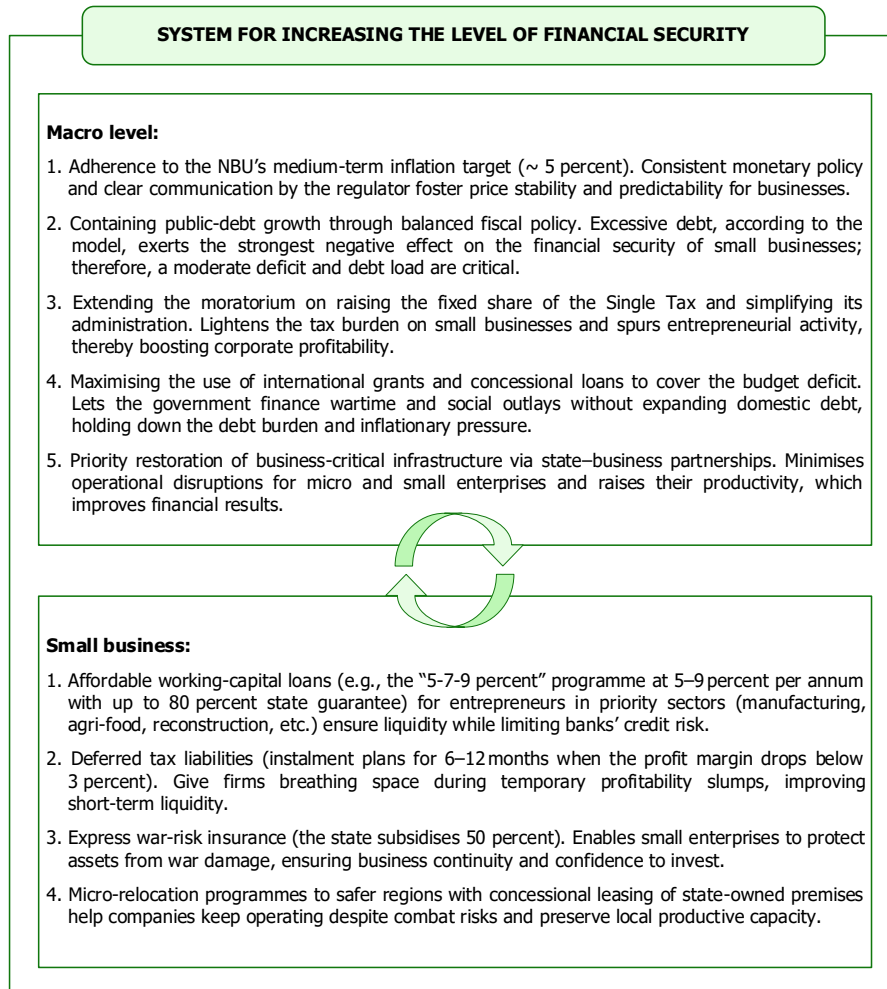 SYSTEM FOR INCREASING THE LEVEL OF FINANCIAL SECURITY
Macro level:
1. Adherence to the NBU's medium-term inflation target (~ 5 percent). Consistent monetary policy
and clear communication by the regulator foster price stability and predictability for businesses.
2. Containing public-debt growth through balanced fiscal policy. Excessive debt, according to the
model, exerts the strongest negative effect on the financial security of small businesses;
therefore, a moderate deficit and debt load are critical.
3. Extending the moratorium on raising the fixed share of the Single Tax and simplifying its
administration. Lightens the tax burden on small businesses and spurs entrepreneurial activity,
thereby boosting corporate profitability.
4. Maximising the use of international grants and concessional loans to cover the budget deficit.
Lets the government finance wartime and social outlays without expanding domestic debt,
holding down the debt burden and inflationary pressure.
5. Priority restoration of business-critical infrastructure via state–business partnerships. Minimises
operational disruptions for micro and small enterprises and raises their productivity, which
improves financial results.
Small business:
1. Affordable working-capital loans (e.g., the “5-7-9 percent” programme at 5–9 percent per annum
with up to 80 percent state guarantee) for entrepreneurs in priority sectors (manufacturing,
agri-food, reconstruction, etc.) ensure liquidity while limiting banks' credit risk.
2. Deferred tax liabilities (instalment plans for 6–12 months when the profit margin drops below
3 percent). Give firms breathing space during temporary profitability slumps, improving
short-term liquidity.
3. Express war-risk insurance (the state subsidises 50 percent). Enables small enterprises to protect
assets from war damage, ensuring business continuity and confidence to invest.
4. Micro-relocation programmes to safer regions with concessional leasing of state-owned premises
help companies keep operating despite combat risks and preserve local productive capacity.